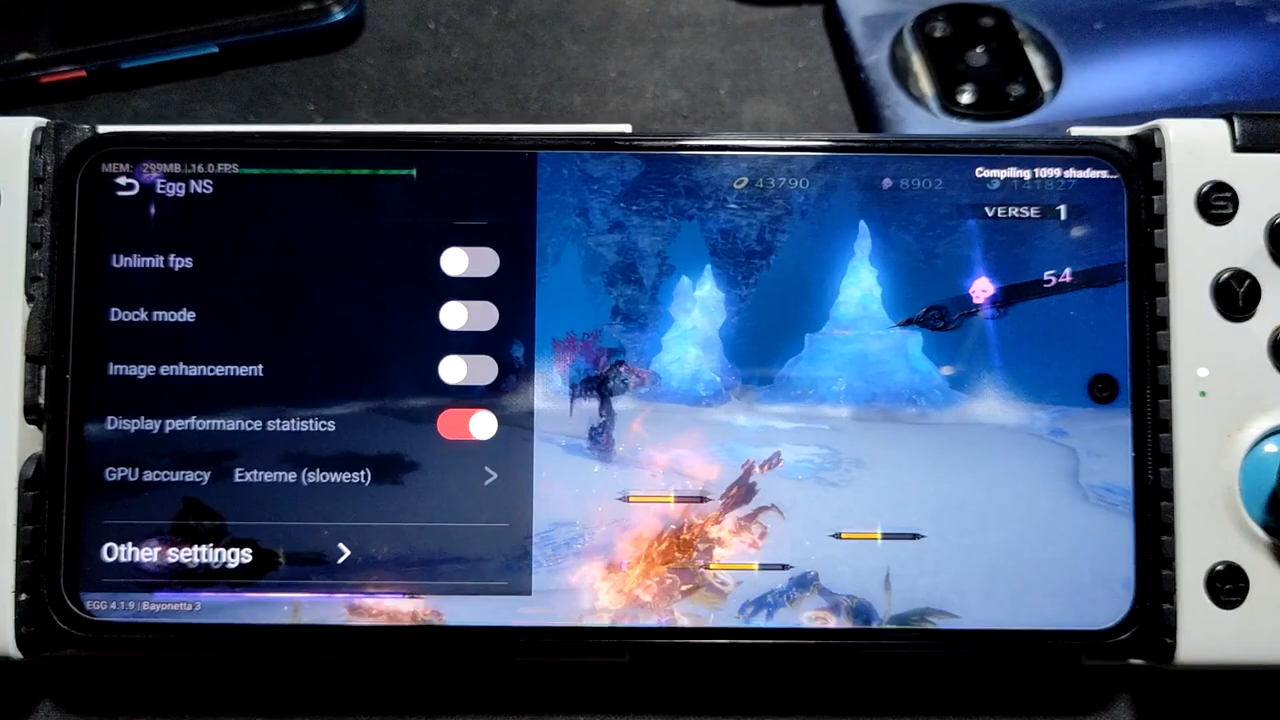 MEM: 299MB | 16.0 FPS
Compiling 1099 shaders...
Egg NS
43790
8902
141827
VERSE 1
Unlimit fps
54
Dock mode
Image enhancement
Display performance statistics
GPU accuracy Extreme (slowest)
Other settings
EGG 4.1.9 | Bayonetta 3
S
Y